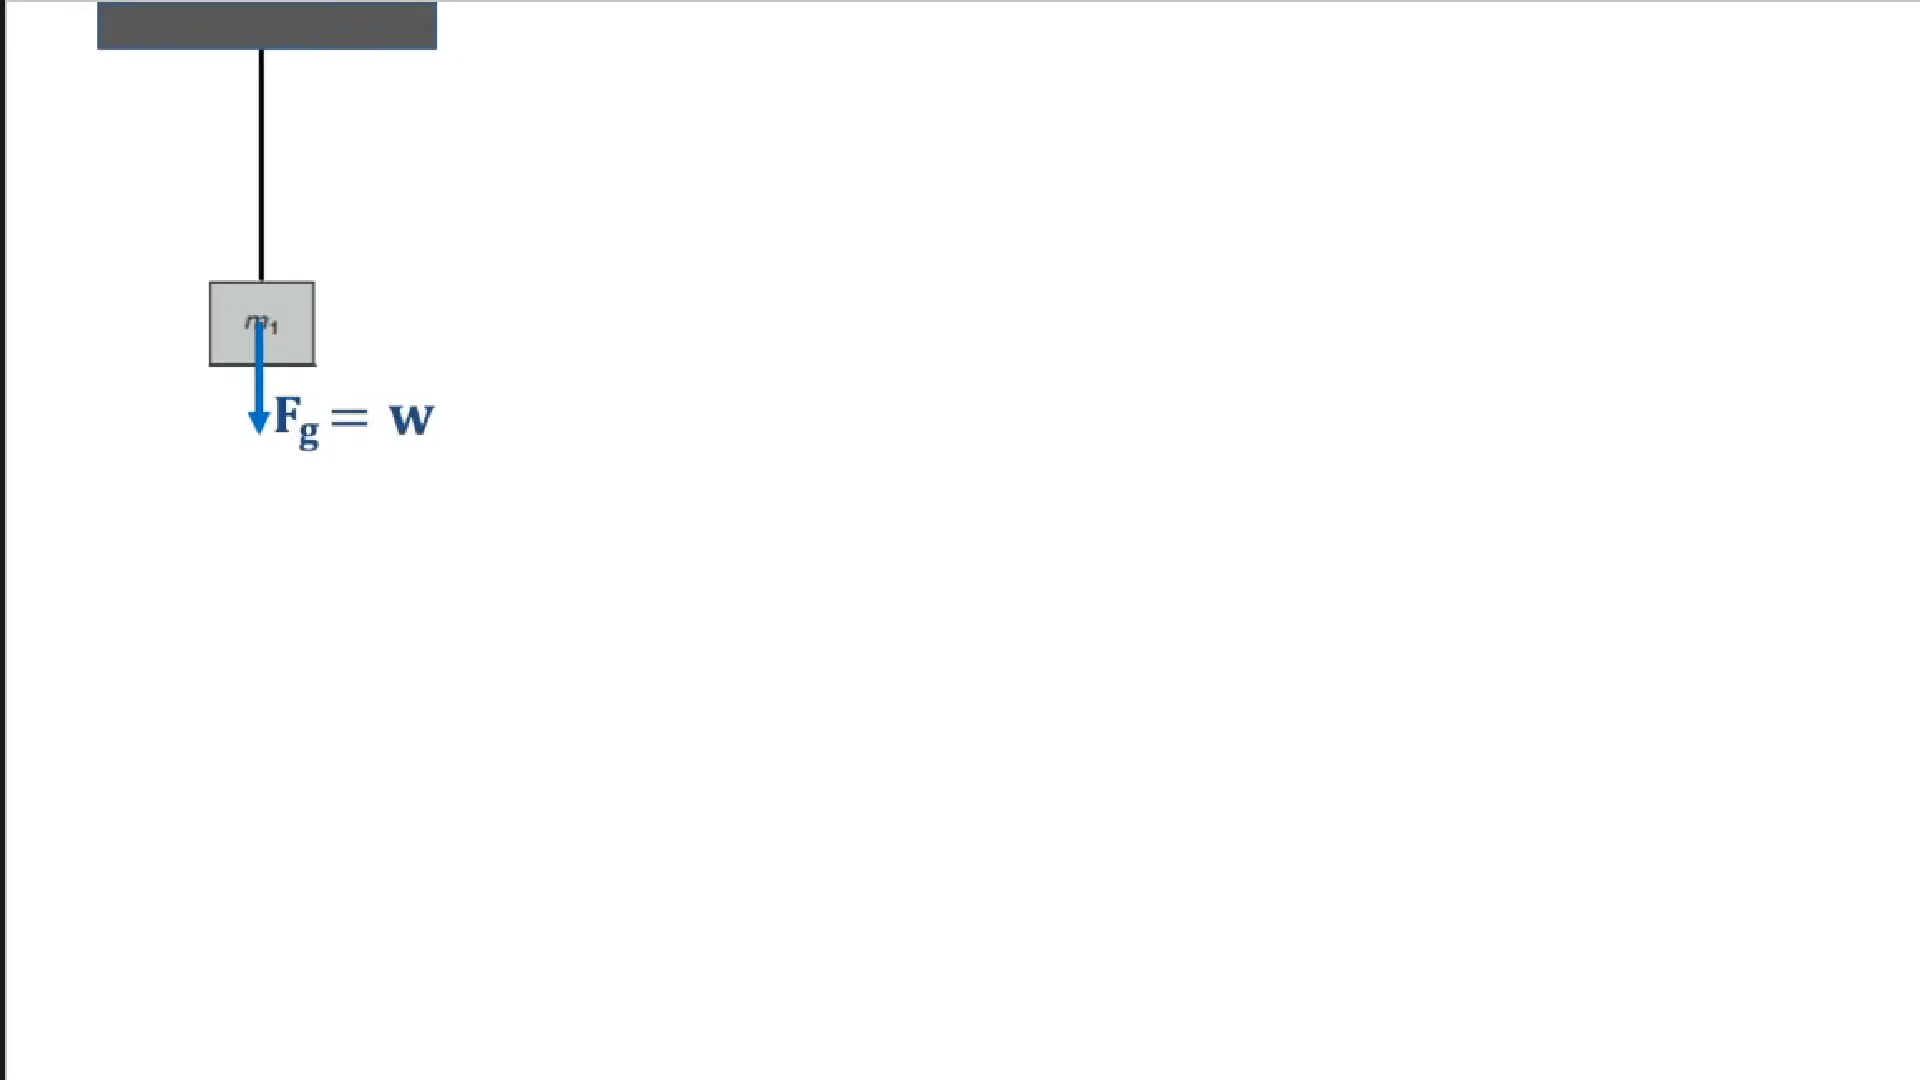 m₁
F_g = w